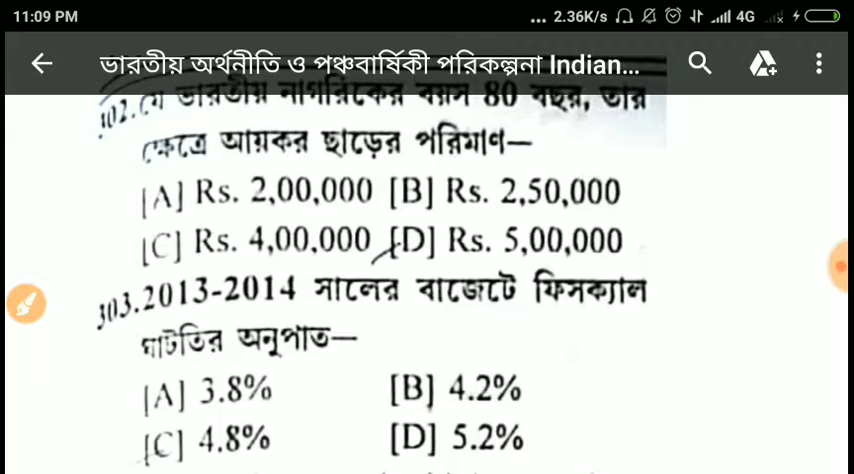 11:09 PM
... 2.36K/s 4G
ভারতীয় অর্থনীতি ও পঞ্চবার্ষিকী পরিকল্পনা Indian...
302. যে ভারতীয় নাগরিকের বয়স 80 বছর, তার
ক্ষেত্রে আয়কর ছাড়ের পরিমাণ—
[A] Rs. 2,00,000 [B] Rs. 2,50,000
[C] Rs. 4,00,000 [D] Rs. 5,00,000
303. 2013-2014 সালের বাজেটে ফিসক্যাল
ঘাটতির অনুপাত—
[A] 3.8% [B] 4.2%
[C] 4.8% [D] 5.2%